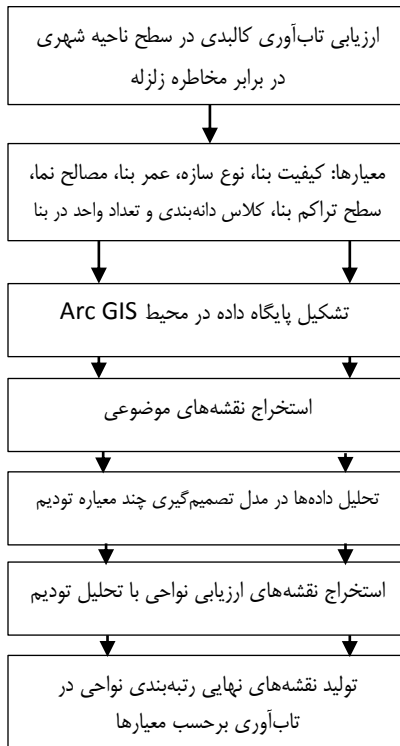 ارزیابی تاب‌آوری کالبدی در سطح ناحیه شهری
در برابر مخاطره زلزله
معیارها: کیفیت بنا، نوع سازه، عمر بنا، مصالح نما،
سطح تراکم بنا، کلاس دانه‌بندی و تعداد واحد در بنا
تشکیل پایگاه داده در محیط Arc GIS
استخراج نقشه‌های موضوعی
تحلیل داده‌ها در مدل تصمیم‌گیری چند معیاره تودیم
استخراج نقشه‌های ارزیابی نواحی با تحلیل تودیم
تولید نقشه‌های نهایی رتبه‌بندی نواحی در
تاب‌آوری برحسب معیارها